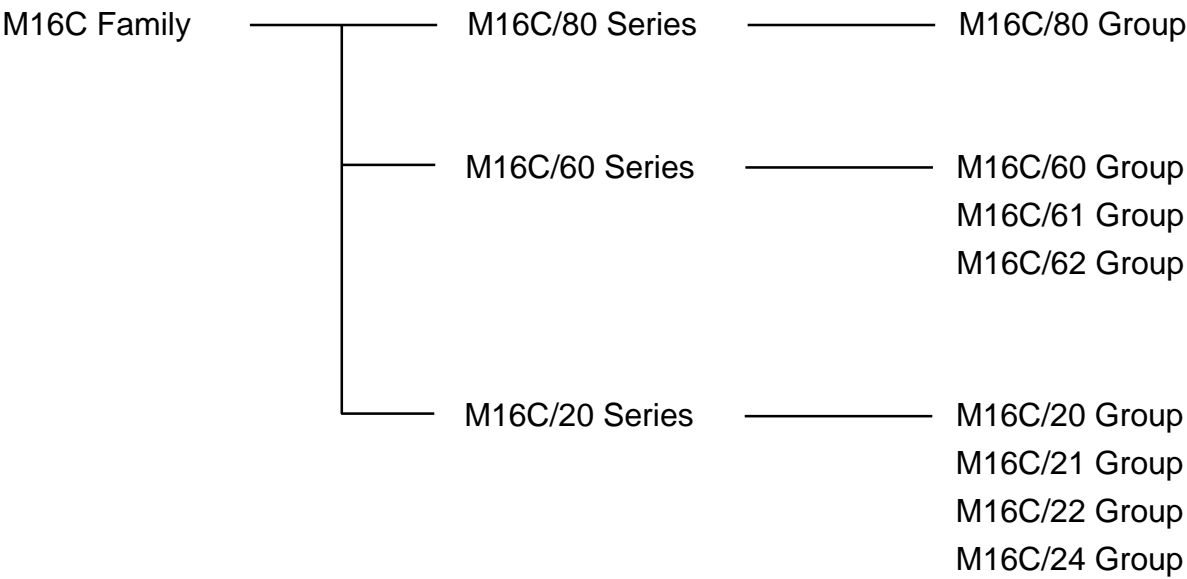 M16C Family M16C/80 Series M16C/80 Group
M16C/60 Series M16C/60 Group
M16C/61 Group
M16C/62 Group
M16C/20 Series M16C/20 Group
M16C/21 Group
M16C/22 Group
M16C/24 Group